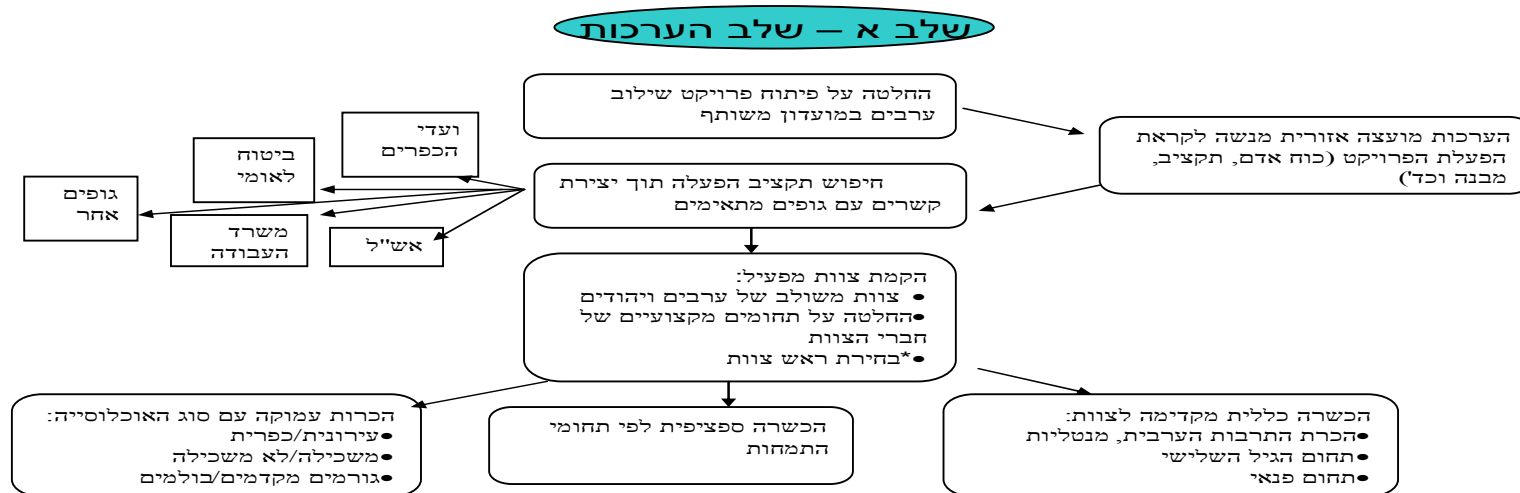 שלב א – שלב הערכות
החלטה על פיתוח פרויקט שילוב
ערבים במועדון משותף
הערכות מועצה אזורית מנשה לקראת
הפעלת הפרויקט (כוח אדם, תקציב,
מבנה וכד')
חיפוש תקציב הפעלה תוך יצירת
קשרים עם גופים מתאימים
ועדי
הכפרים
ביטוח
לאומי
גופים
אחר
משרד
העבודה
אש"ל
הקמת צוות מפעיל:
●צוות משולב של ערבים ויהודים
●החלטה על תחומים מקצועיים של
חברי הצוות
●*בחירת ראש צוות
הכשרה כללית מקדימה לצוות:
●הכרת התרבות הערבית, מנטליות
●תחום הגיל השלישי
●תחום פנאי
הכשרה ספציפית לפי תחומי
התמחות
הכרות עמוקה עם סוג האוכלוסייה:
●עירונית/כפרית
●משכילה/לא משכילה
●גורמים מקדמים/בולמים